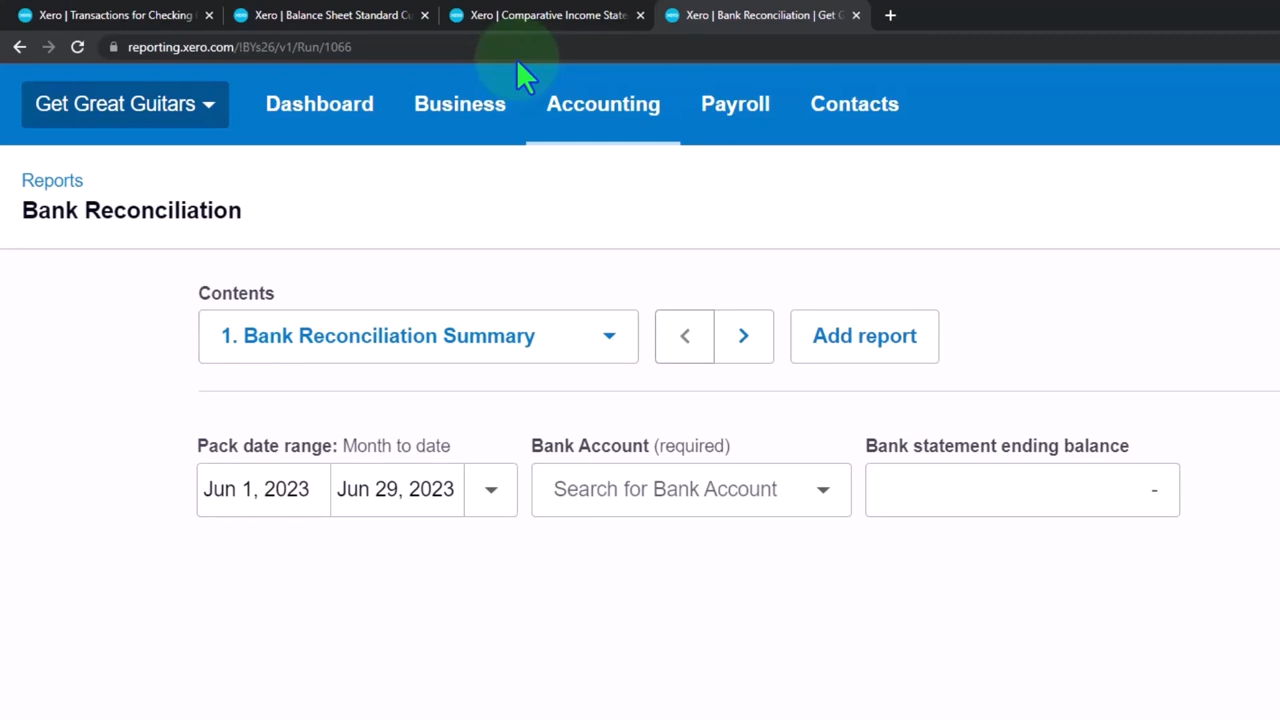 Xero | Transactions for Checking
Xero | Balance Sheet Standard Cu
Xero | Comparative Income State
Xero | Bank Reconciliation | Get G
reporting.xero.com/!BYs26/v1/Run/1066
Get Great Guitars Dashboard Business Accounting Payroll Contacts
Reports
Bank Reconciliation
Contents
1. Bank Reconciliation Summary Add report
Pack date range: Month to date Bank Account (required) Bank statement ending balance
Jun 1, 2023 Jun 29, 2023 Search for Bank Account -